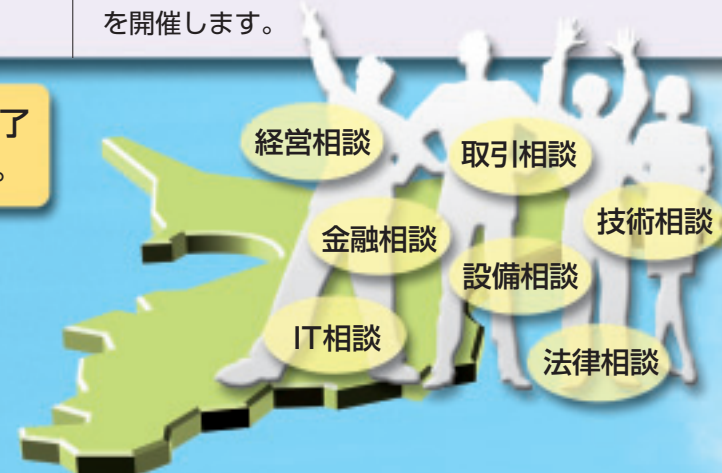 を開催します。
了
。
経営相談
取引相談
技術相談
金融相談
設備相談
IT相談
法律相談